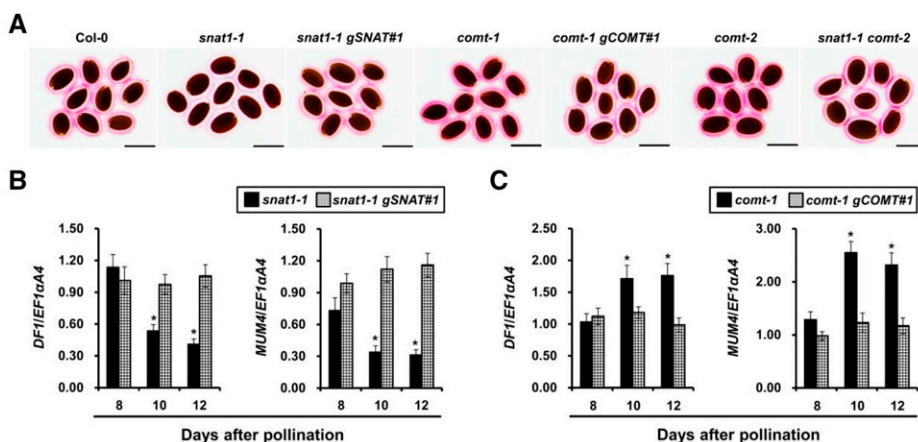 A
Col-0 snat1-1 snat1-1 gSNAT#1 comt-1 comt-1 gCOMT#1 comt-2 snat1-1 comt-2
B
snat1-1 snat1-1 gSNAT#1
DF1/EF1αA4
1.50
1.20
0.90
0.60
0.30
0.00
* *
8 10 12
MUM4/EF1αA4
1.50
1.20
0.90
0.60
0.30
0.00
* *
8 10 12
Days after pollination
C
comt-1 comt-1 gCOMT#1
DF1/EF1αA4
2.50
2.00
1.50
1.00
0.50
0.00
* *
8 10 12
MUM4/EF1αA4
3.00
2.00
1.00
0.00
* *
8 10 12
Days after pollination